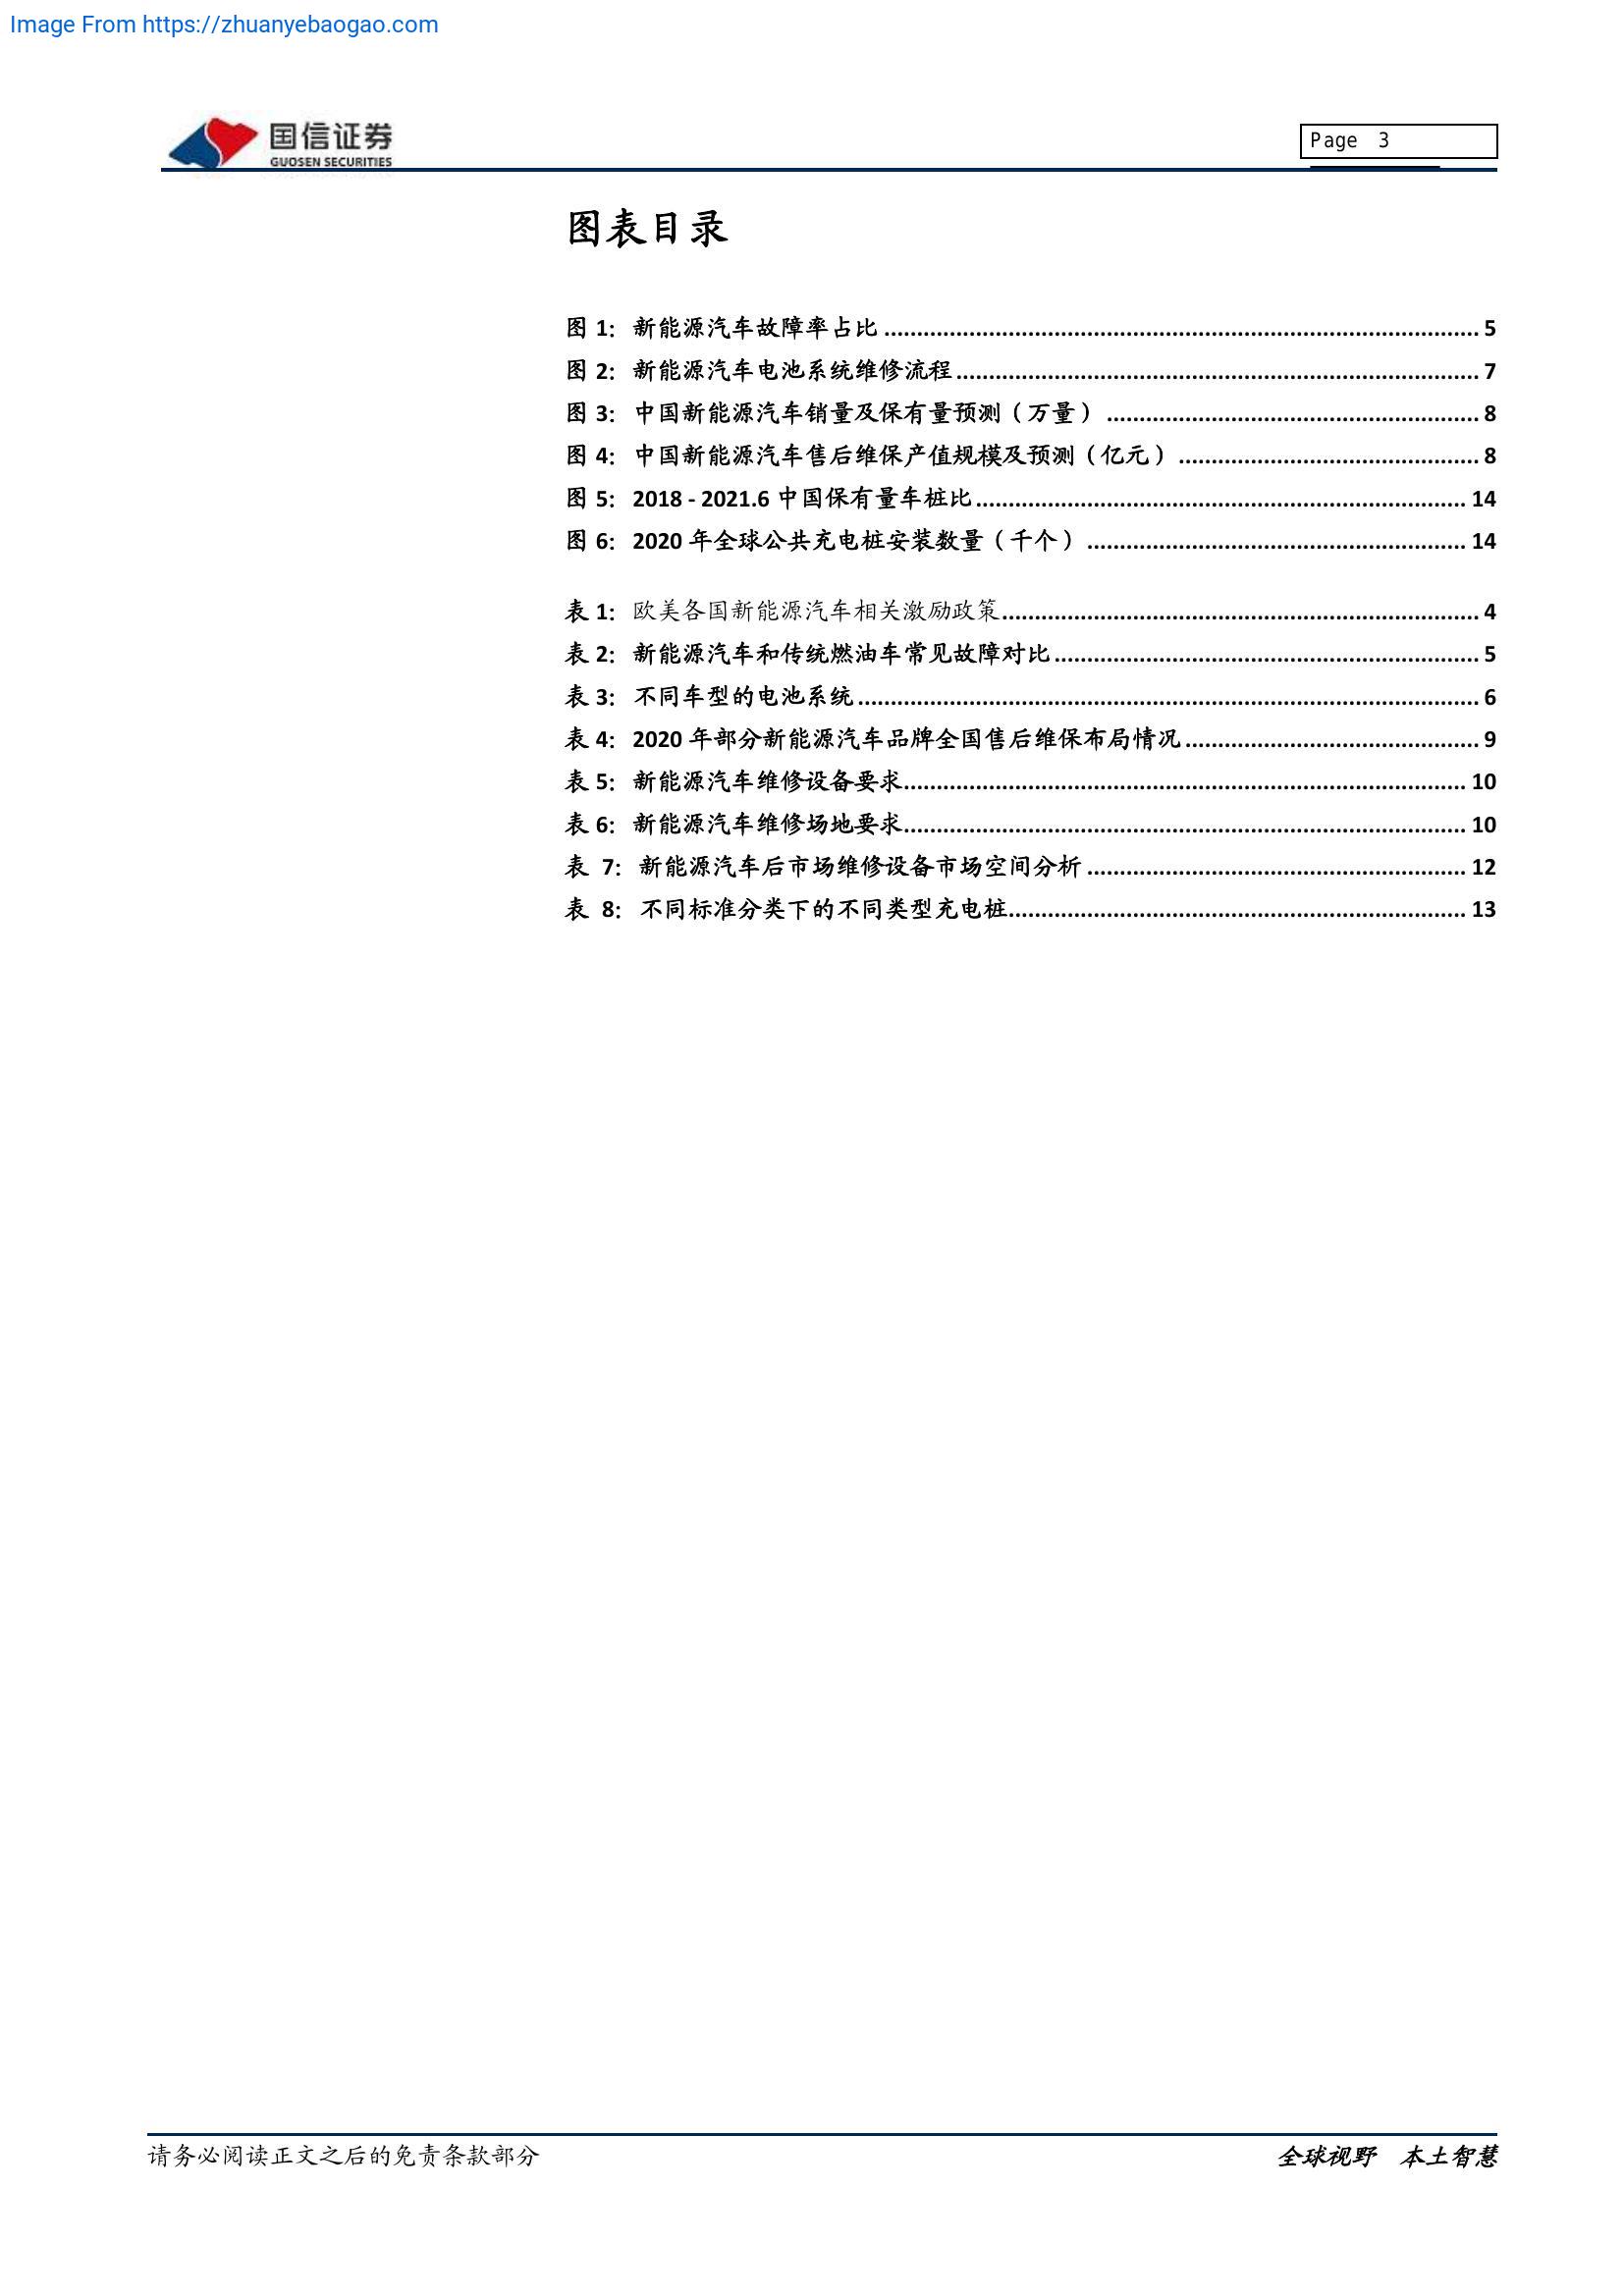 Image From https://zhuanyebaogao.com
国信证券
GUOSEN SECURITIES
Page 3
图表目录
图 1：新能源汽车故障率占比 ........................................ 5
图 2：新能源汽车电池系统维修流程 ........................................ 7
图 3：中国新能源汽车销量及保有量预测（万量） ........................................ 8
图 4：中国新能源汽车售后维保产值规模及预测（亿元） ........................................ 8
图 5：2018 - 2021.6 中国保有量车桩比 ........................................ 14
图 6：2020 年全球公共充电桩安装数量（千个） ........................................ 14
表 1：欧美各国新能源汽车相关激励政策 ........................................ 4
表 2：新能源汽车和传统燃油车常见故障对比 ........................................ 5
表 3：不同车型的电池系统 ........................................ 6
表 4：2020 年部分新能源汽车品牌全国售后维保布局情况 ........................................ 9
表 5：新能源汽车维修设备要求 ........................................ 10
表 6：新能源汽车维修场地要求 ........................................ 10
表 7：新能源汽车后市场维修设备市场空间分析 ........................................ 12
表 8：不同标准分类下的不同类型充电桩 ........................................ 13
请务必阅读正文之后的免责条款部分
全球视野 本土智慧